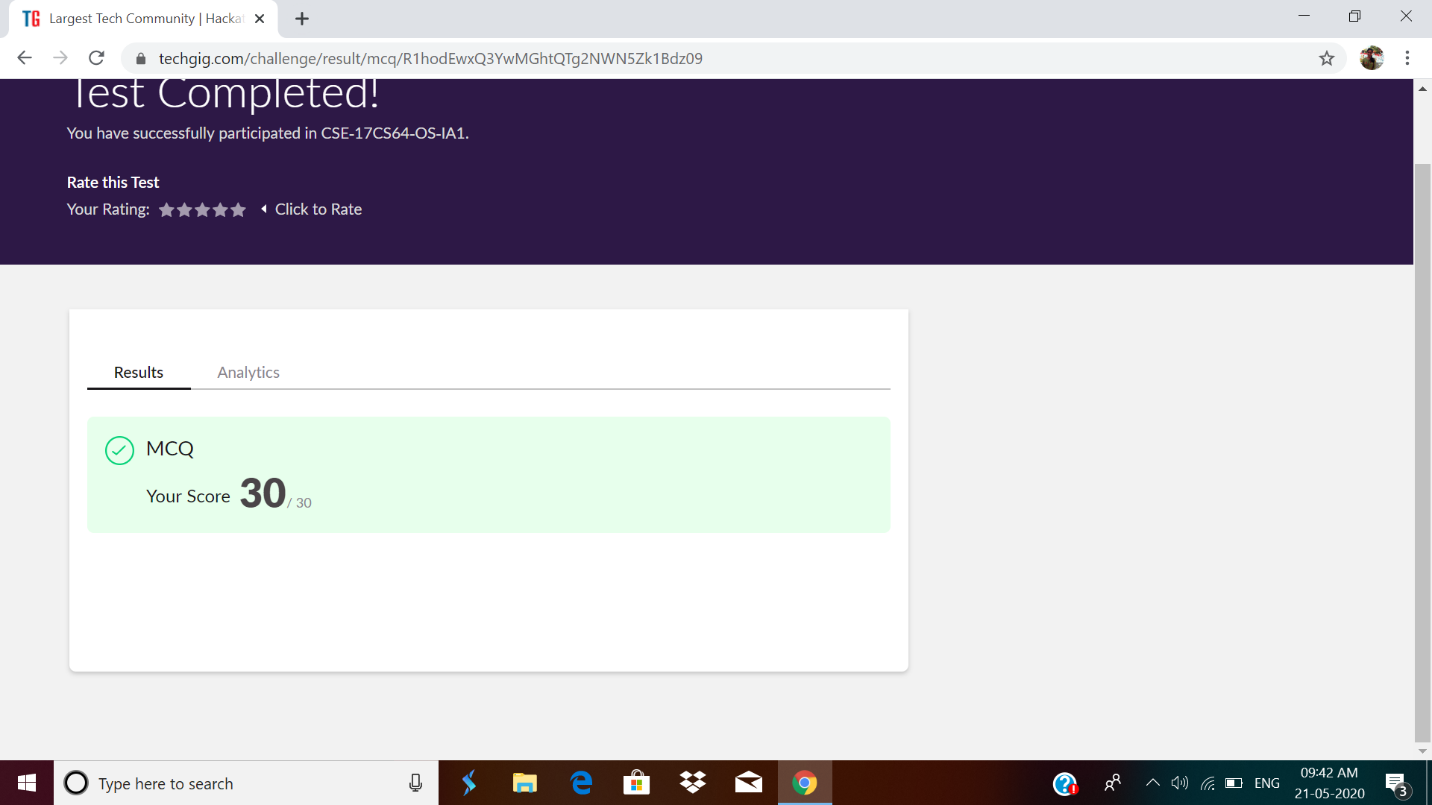 TG Largest Tech Community | Hacka
techgig.com/challenge/result/mcq/R1hodEwxQ3YwMGhtQTg2NWN5Zk1Bdz09
Test Completed!
You have successfully participated in CSE-17CS64-OS-IA1.
Rate this Test
Your Rating: Click to Rate
Results Analytics
MCQ
Your Score 30 / 30
Type here to search
ENG
09:42 AM
21-05-2020
3